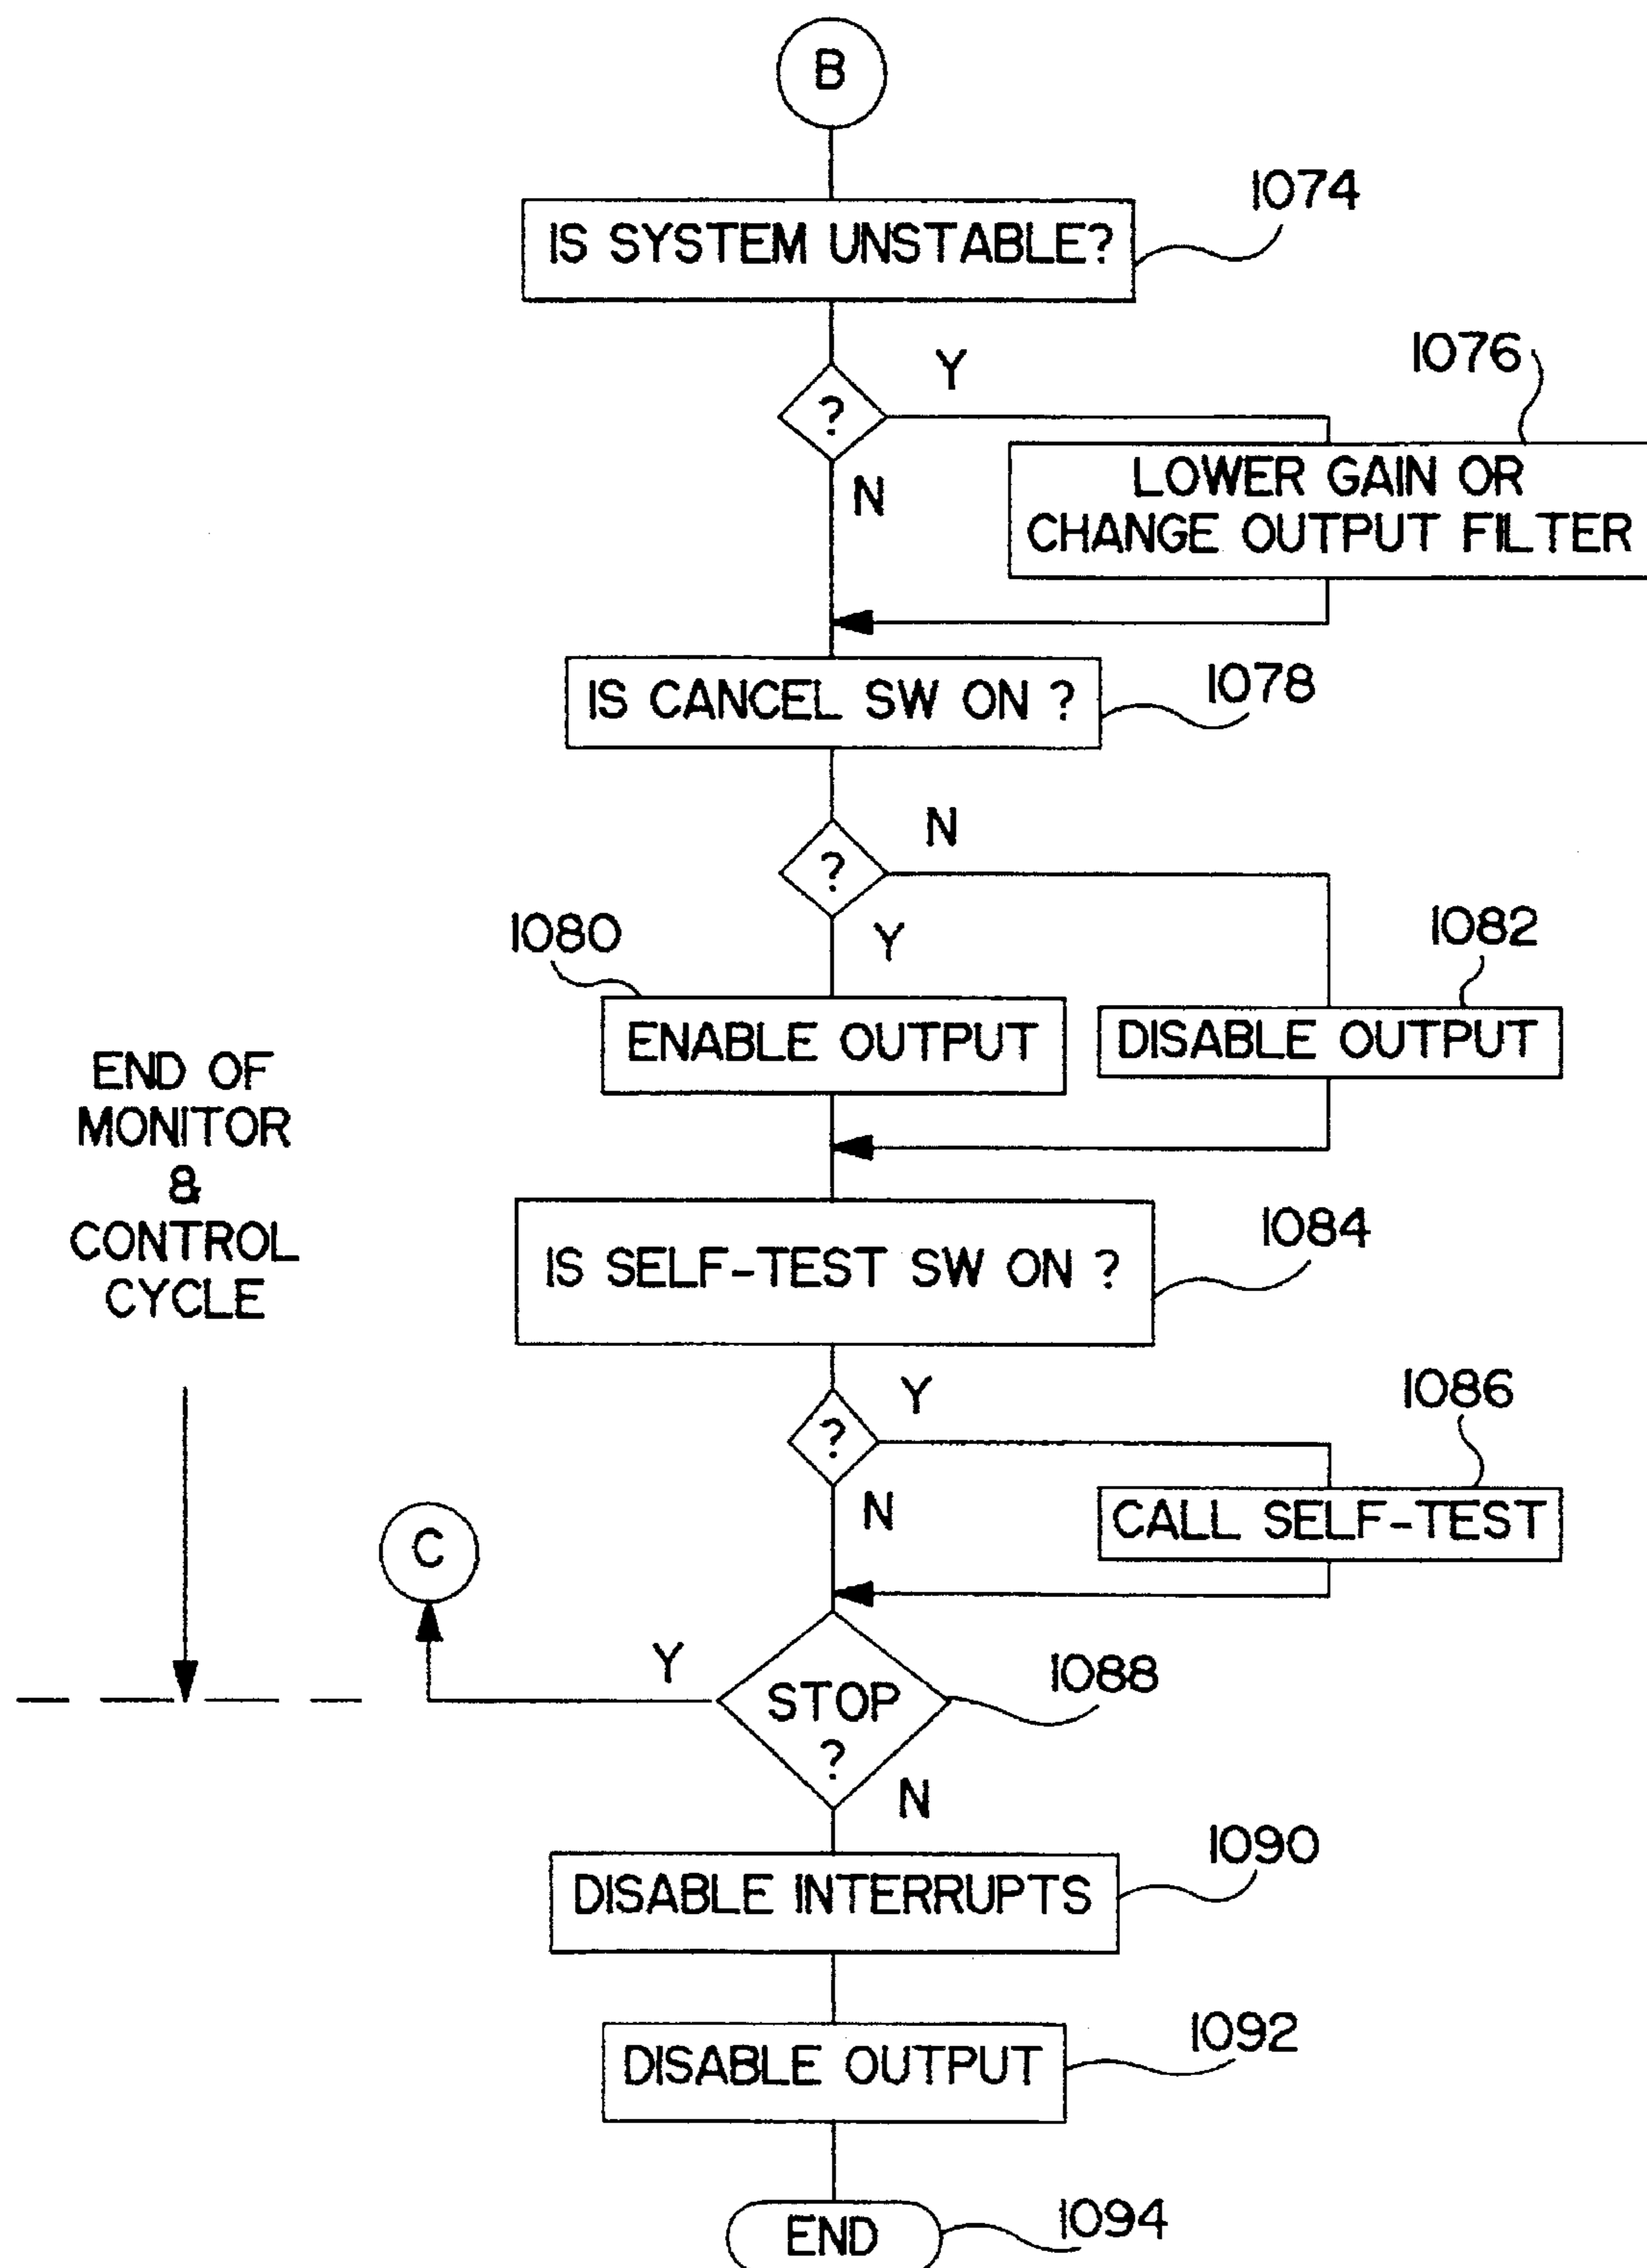 B
IS SYSTEM UNSTABLE?
1074
?
Y
N
1076
LOWER GAIN OR
CHANGE OUTPUT FILTER
IS CANCEL SW ON ?
1078
?
N
Y
1080
ENABLE OUTPUT
1082
DISABLE OUTPUT
END OF
MONITOR
&
CONTROL
CYCLE
IS SELF-TEST SW ON ?
1084
?
Y
N
1086
CALL SELF-TEST
C
Y
STOP
?
1088
N
DISABLE INTERRUPTS
1090
DISABLE OUTPUT
1092
END
1094